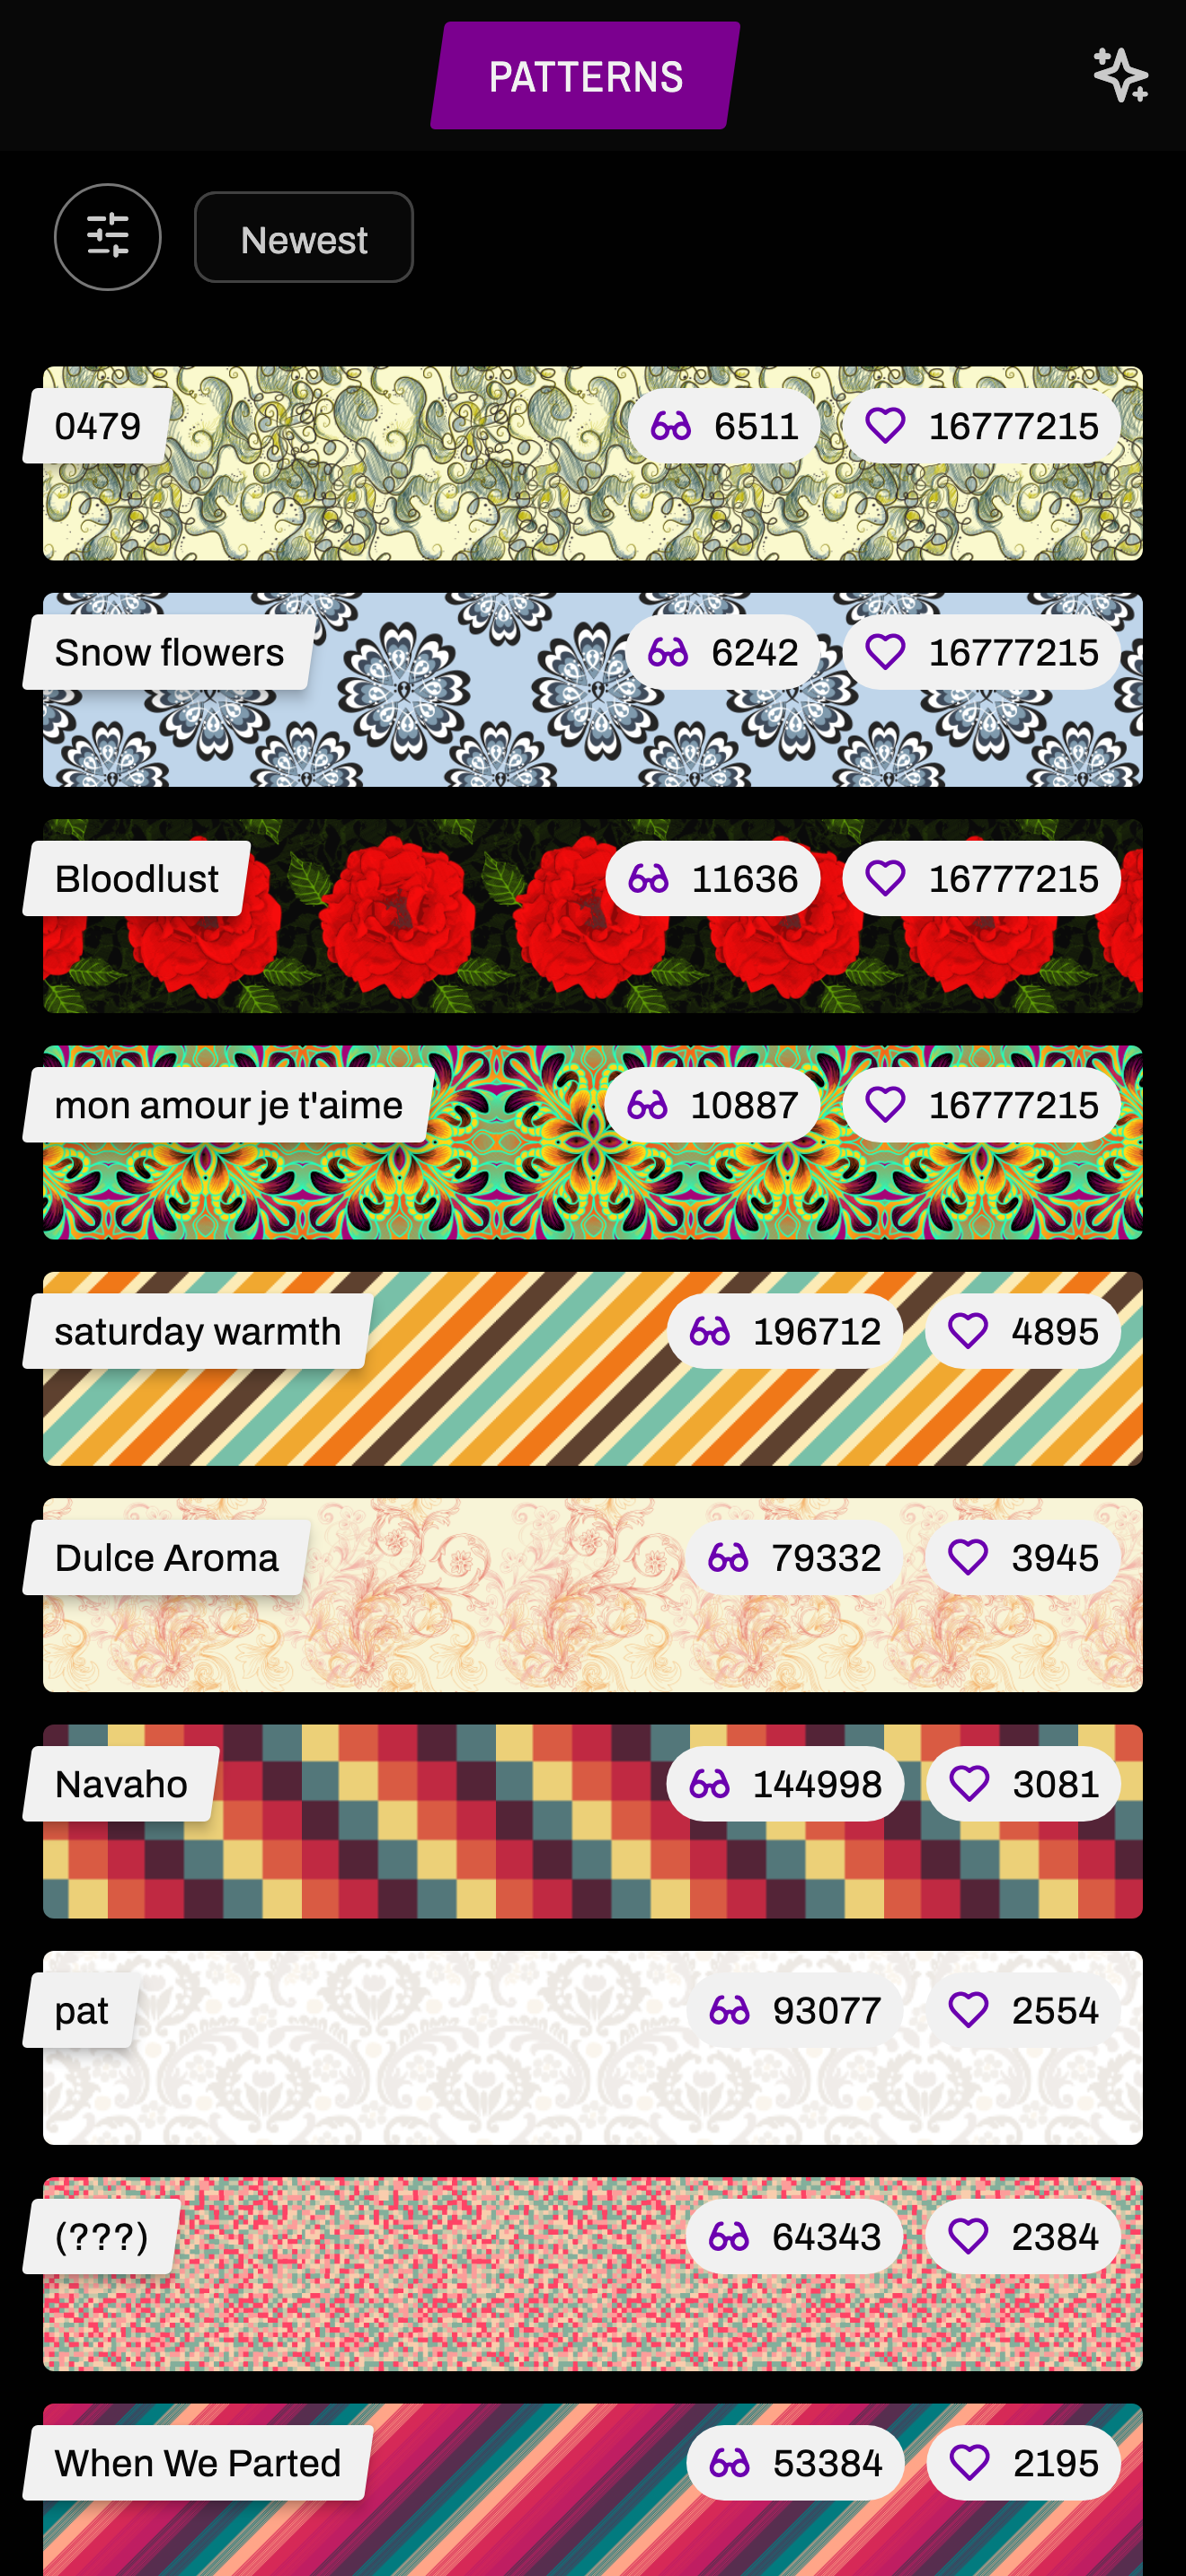 PATTERNS
Newest
0479 6511 16777215
Snow flowers 6242 16777215
Bloodlust 11636 16777215
mon amour je t'aime 10887 16777215
saturday warmth 196712 4895
Dulce Aroma 79332 3945
Navaho 144998 3081
pat 93077 2554
(???) 64343 2384
When We Parted 53384 2195